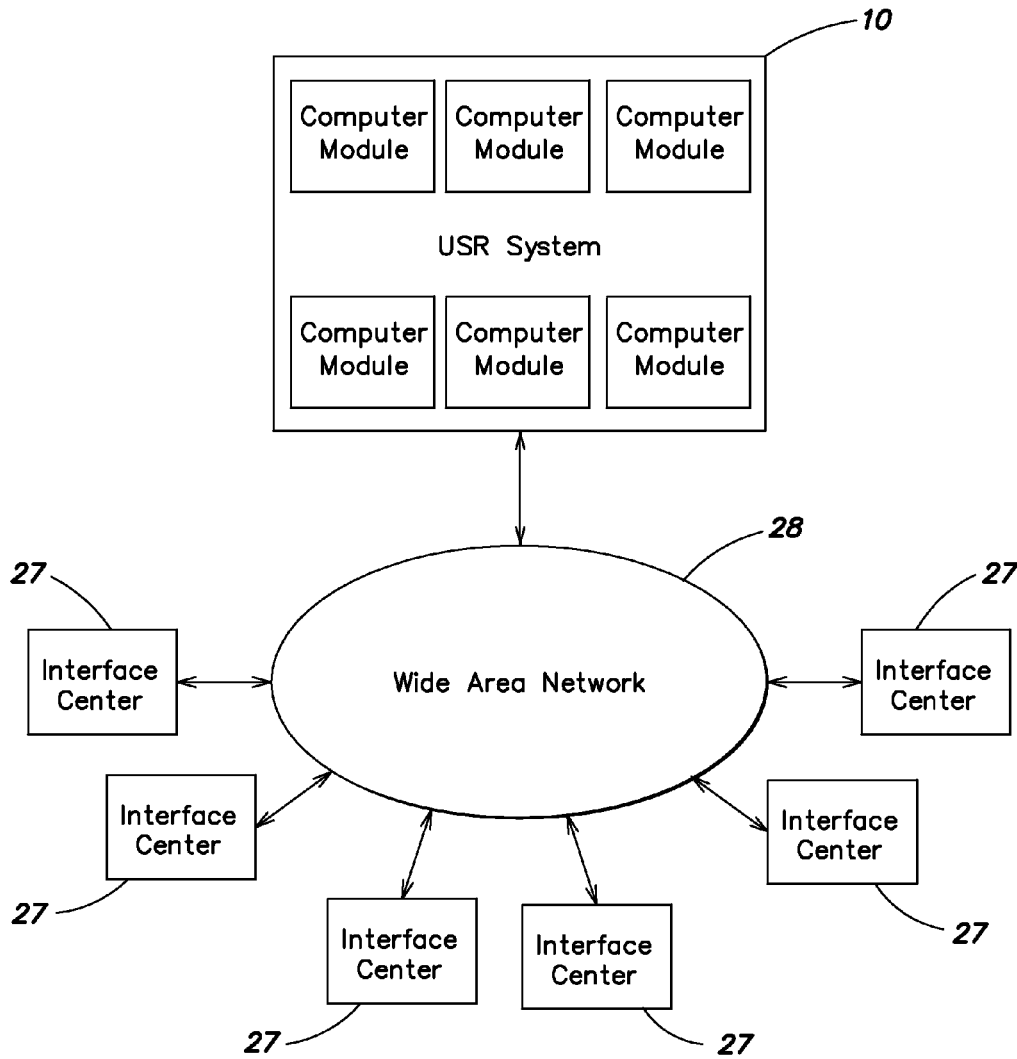 10
Computer Module
Computer Module
Computer Module
USR System
Computer Module
Computer Module
Computer Module
28
27
27
Interface Center
Wide Area Network
Interface Center
Interface Center
Interface Center
27
27
Interface Center
Interface Center
27
27